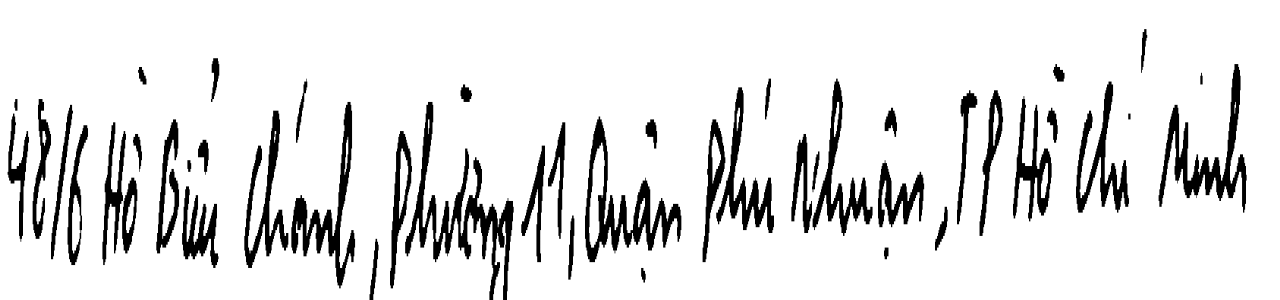 48/6 Hồ Biểu Chánh, Phường 11, Quận Phú Nhuận, TP Hồ Chí Minh